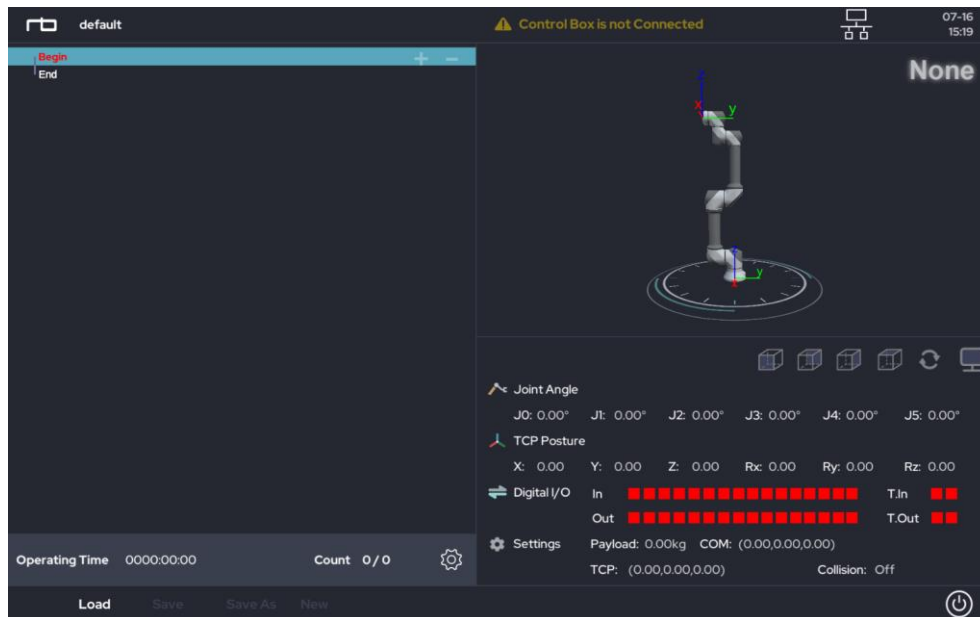 rb default
Control Box is not Connected
07-16
15:19
Begin
+ −
End
None
z
x y
y
x
Joint Angle
J0: 0.00° J1: 0.00° J2: 0.00° J3: 0.00° J4: 0.00° J5: 0.00°
TCP Posture
X: 0.00 Y: 0.00 Z: 0.00 Rx: 0.00 Ry: 0.00 Rz: 0.00
Digital I/O In T.In
Out T.Out
Settings Payload: 0.00kg COM: (0.00,0.00,0.00)
TCP: (0.00,0.00,0.00) Collision: Off
Operating Time 0000:00:00 Count 0 / 0
Load Save Save As New